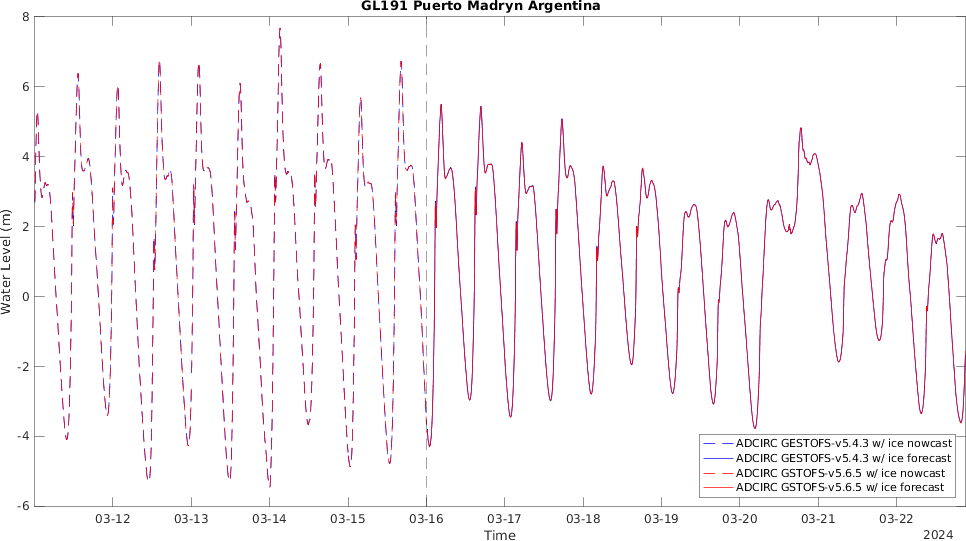 GL191 Puerto Madryn Argentina
8
6
4
2
0
-2
-4
-6
Water Level (m)
ADCIRC GESTOFS-v5.4.3 w/ ice nowcast
ADCIRC GESTOFS-v5.4.3 w/ ice forecast
ADCIRC GSTOFS-v5.6.5 w/ ice nowcast
ADCIRC GSTOFS-v5.6.5 w/ ice forecast
03-12 03-13 03-14 03-15 03-16 03-17 03-18 03-19 03-20 03-21 03-22
Time
2024